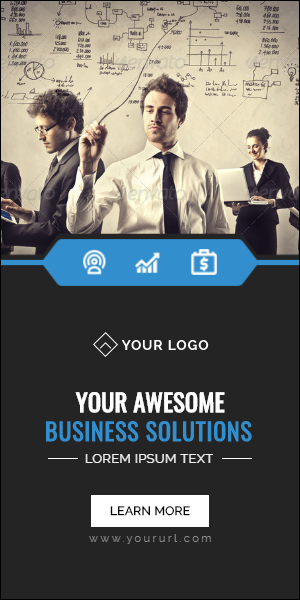 YOUR LOGO
YOUR AWESOME
BUSINESS SOLUTIONS
LOREM IPSUM TEXT
LEARN MORE
www.yoururl.com